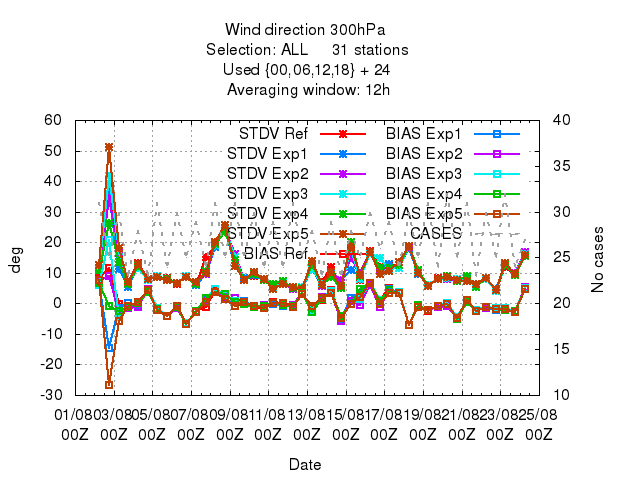 Wind direction 300hPa
Selection: ALL     31 stations
Used {00,06,12,18} + 24
Averaging window: 12h
60
50
40
30
20
10
0
-10
-20
-30
deg
40
35
30
25
20
15
10
No cases
STDV Ref
STDV Exp1
STDV Exp2
STDV Exp3
STDV Exp4
STDV Exp5
BIAS Ref
BIAS Exp1
BIAS Exp2
BIAS Exp3
BIAS Exp4
BIAS Exp5
CASES
01/08 03/08 05/08 07/08 09/08 11/08 13/08 15/08 17/08 19/08 21/08 23/08 25/08
00Z 00Z 00Z 00Z 00Z 00Z 00Z 00Z 00Z 00Z 00Z 00Z 00Z
Date